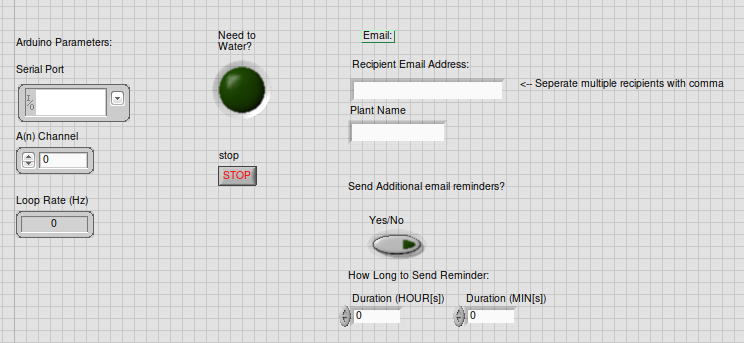 Arduino Parameters:
Serial Port
I/O
A(n) Channel
0
Loop Rate (Hz)
0
Need to
Water?
stop
STOP
Email:
Recipient Email Address:
<-- Seperate multiple recipients with comma
Plant Name
Send Additional email reminders?
Yes/No
How Long to Send Reminder:
Duration (HOUR[s]) Duration (MIN[s])
0 0